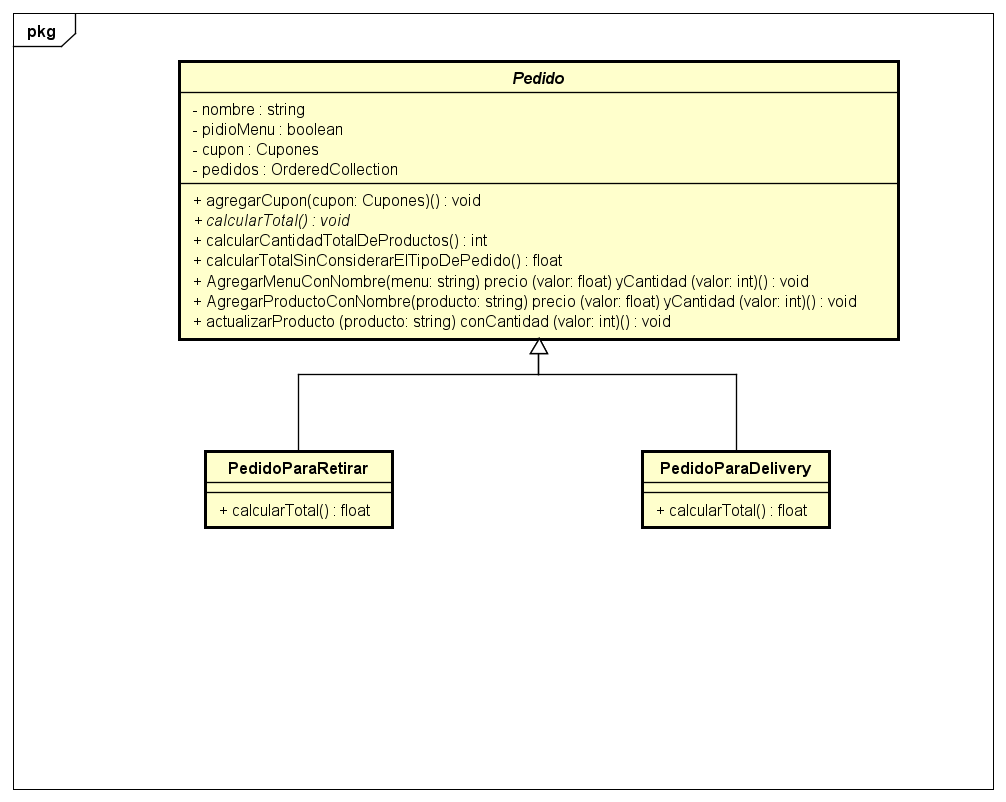 pkg
Pedido
- nombre : string
- pidioMenu : boolean
- cupon : Cupones
- pedidos : OrderedCollection
+ agregarCupon(cupon: Cupones)() : void
+ calcularTotal() : void
+ calcularCantidadTotalDeProductos() : int
+ calcularTotalSinConsiderarElTipoDePedido() : float
+ AgregarMenuConNombre(menu: string) precio (valor: float) yCantidad (valor: int)() : void
+ AgregarProductoConNombre(producto: string) precio (valor: float) yCantidad (valor: int)() : void
+ actualizarProducto (producto: string) conCantidad (valor: int)() : void
PedidoParaRetirar
+ calcularTotal() : float
PedidoParaDelivery
+ calcularTotal() : float